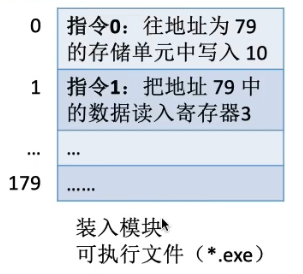 0 指令0：往地址为 79
的存储单元中写入 10
1 指令1：把地址 79 中
的数据读入寄存器3
... ...
179 ......
装入模块
可执行文件（*.exe）